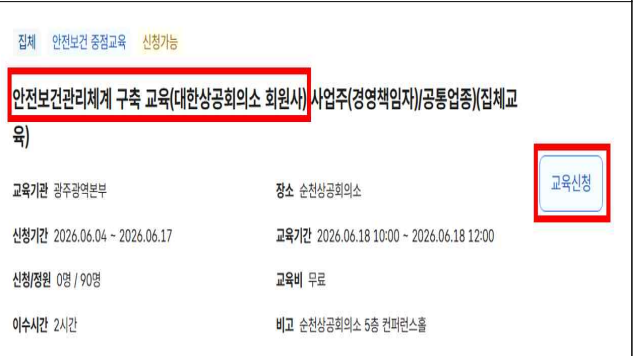 집체 안전보건 중점교육 신청가능
안전보건관리체계 구축 교육(대한상공회의소 회원사) 사업주(경영책임자)/공통업종)(집체교
육)
교육기관 광주광역본부 장소 순천상공회의소
교육신청
신청기간 2026.06.04 ~ 2026.06.17 교육기간 2026.06.18 10:00 ~ 2026.06.18 12:00
신청/정원 0명 / 90명 교육비 무료
이수시간 2시간 비고 순천상공회의소 5층 컨퍼런스홀